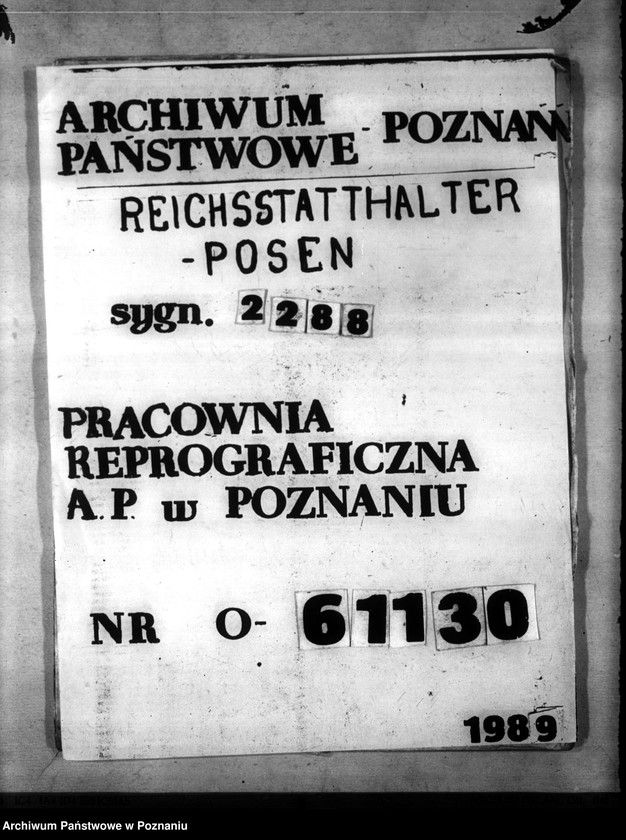 ARCHIWUM
PAŃSTWOWE - POZNAŃ
REICHSSTATTHALTER
-POSEN
sygn. 2288
PRACOWNIA
REPROGRAFICZNA
A.P. w POZNANIU
NR O- 61130
1989
Archiwum Państwowe w Poznaniu